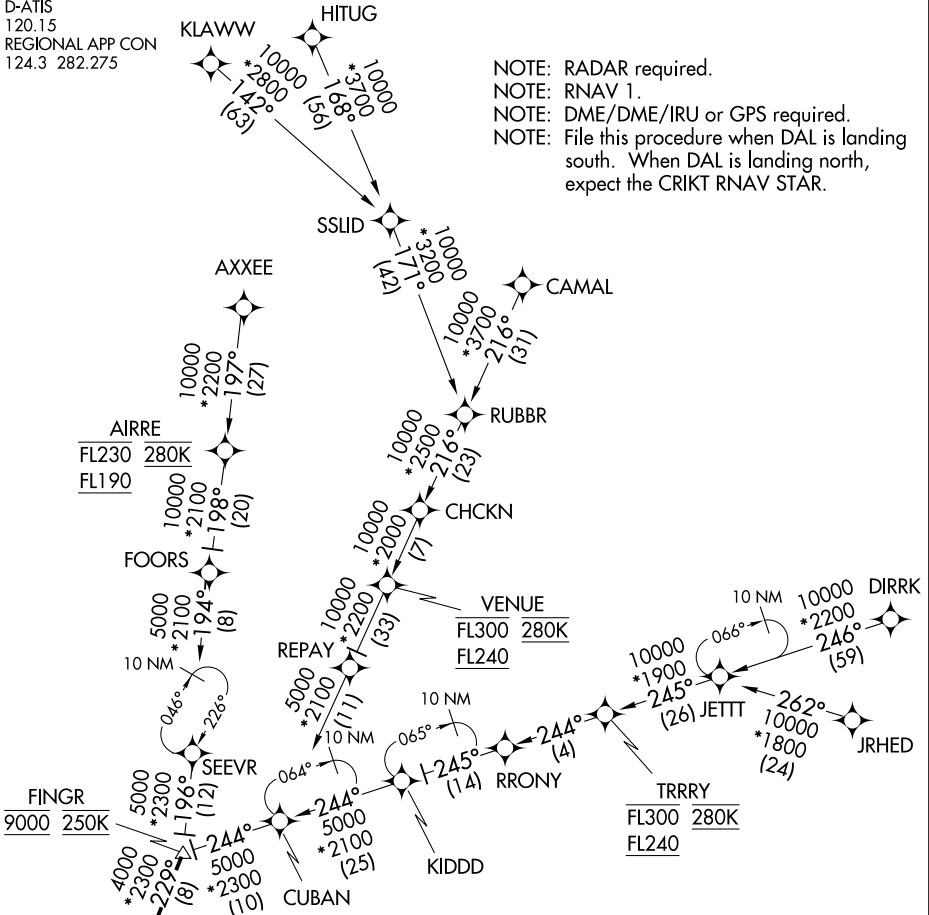 D-ATIS
120.15
REGIONAL APP CON
124.3 282.275
KLAWW
HITUG
10000
*2800
142°
(63)
10000
*3700
168°
(56)
NOTE: RADAR required.
NOTE: RNAV 1.
NOTE: DME/DME/IRU or GPS required.
NOTE: File this procedure when DAL is landing
south. When DAL is landing north,
expect the CRIKT RNAV STAR.
SSLID
10000
*3200
171°
(42)
AXXEE
CAMAL
10000
*3700
216°
(31)
10000
*2200
197°
(27)
RUBBR
AIRRE
FL230 280K
FL190
10000
*2500
216°
(23)
10000
*2100
198°
(20)
CHCKN
10000
*2000
(7)
FOORS
VENUE
FL300 280K
FL240
10000
*2200
(33)
5000
*2100
194°
(8)
REPAY
5000
*2100
(11)
DIRRK
10000
*2200
246°
(59)
10 NM
066°
JETTT
10000
*1900
245°
(26)
262°
10000
*1800
(24)
JRHED
10 NM
046°
226°
SEEVR
10 NM
065°
10 NM
064°
244°
(4)
RRONY
245°
(14)
TRRRY
FL300 280K
FL240
KIDDD
244°
5000
*2100
(25)
CUBAN
5000
*2300
196°
(12)
FINGR
9000 250K
244°
5000
*2300
(10)
4000
*2300
229°
(8)